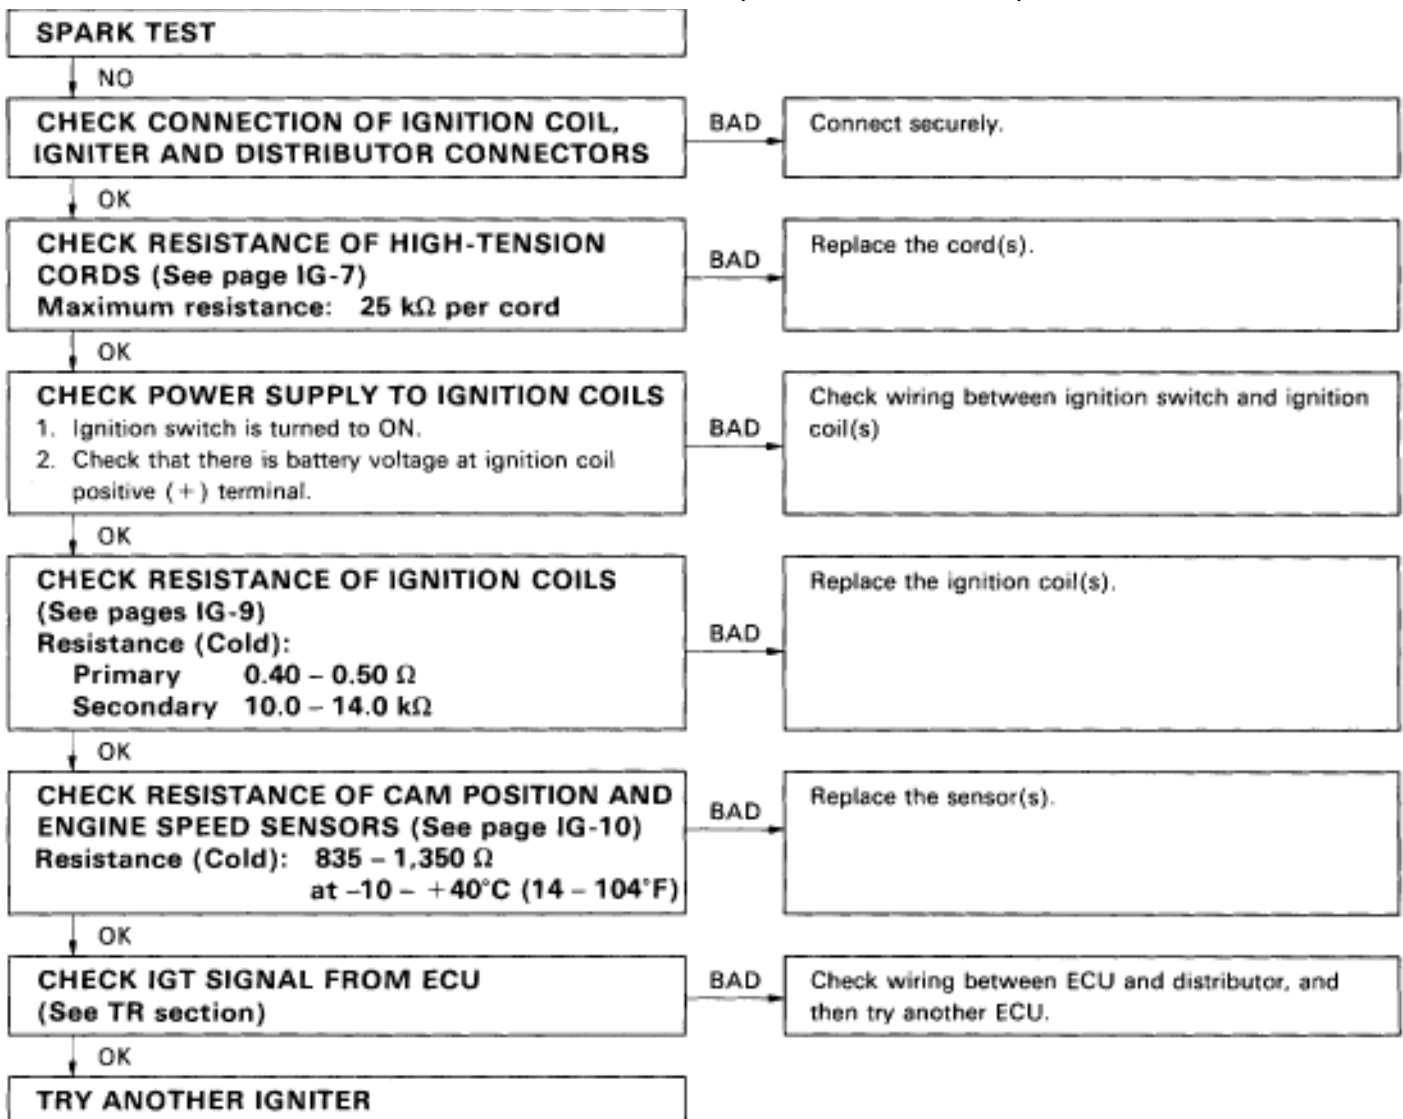 SPARK TEST
NO
CHECK CONNECTION OF IGNITION COIL,
IGNITER AND DISTRIBUTOR CONNECTORS
BAD
Connect securely.
OK
CHECK RESISTANCE OF HIGH-TENSION
CORDS (See page IG-7)
Maximum resistance: 25 kΩ per cord
BAD
Replace the cord(s).
OK
CHECK POWER SUPPLY TO IGNITION COILS
1. Ignition switch is turned to ON.
2. Check that there is battery voltage at ignition coil
positive (+) terminal.
BAD
Check wiring between ignition switch and ignition
coil(s)
OK
CHECK RESISTANCE OF IGNITION COILS
(See pages IG-9)
Resistance (Cold):
Primary 0.40 – 0.50 Ω
Secondary 10.0 – 14.0 kΩ
BAD
Replace the ignition coil(s).
OK
CHECK RESISTANCE OF CAM POSITION AND
ENGINE SPEED SENSORS (See page IG-10)
Resistance (Cold): 835 – 1,350 Ω
at –10 – +40°C (14 – 104°F)
BAD
Replace the sensor(s).
OK
CHECK IGT SIGNAL FROM ECU
(See TR section)
BAD
Check wiring between ECU and distributor, and
then try another ECU.
OK
TRY ANOTHER IGNITER